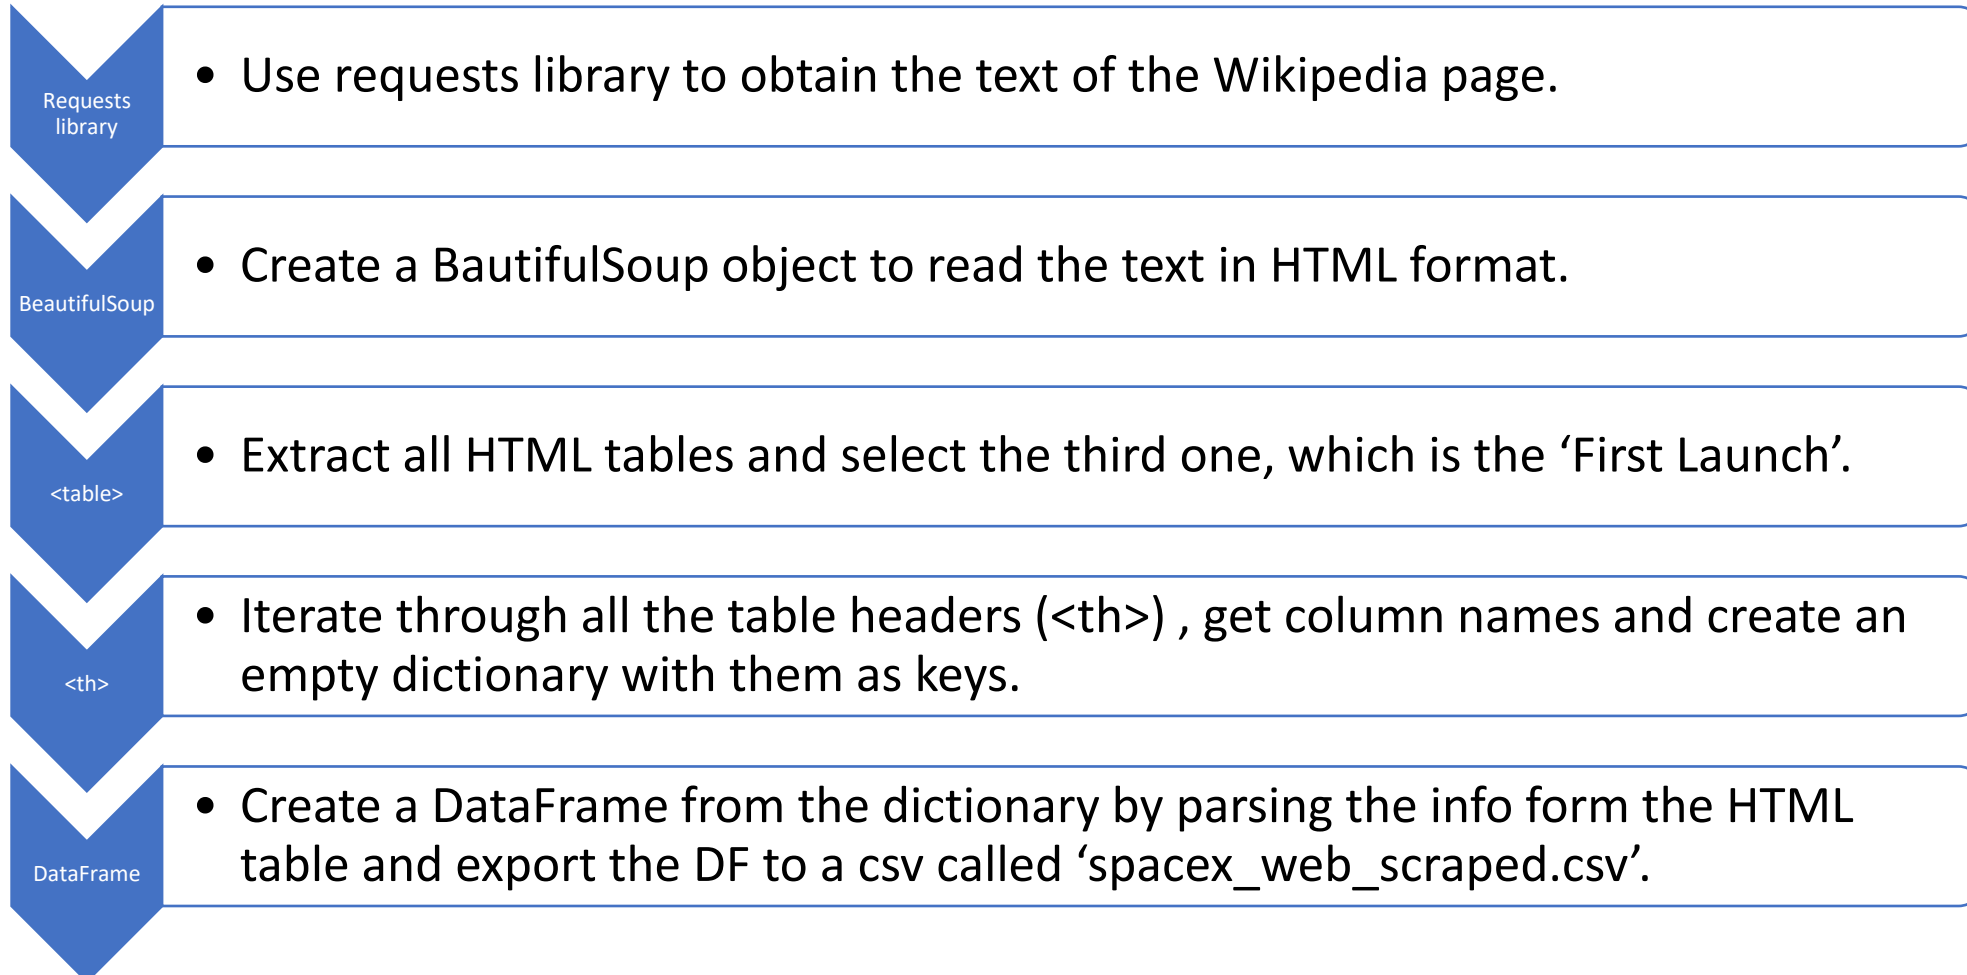 Requests
library
• Use requests library to obtain the text of the Wikipedia page.
BeautifulSoup
• Create a BautifulSoup object to read the text in HTML format.
<table>
• Extract all HTML tables and select the third one, which is the ‘First Launch’.
<th>
• Iterate through all the table headers (<th>) , get column names and create an
empty dictionary with them as keys.
DataFrame
• Create a DataFrame from the dictionary by parsing the info form the HTML
table and export the DF to a csv called ‘spacex_web_scraped.csv’.